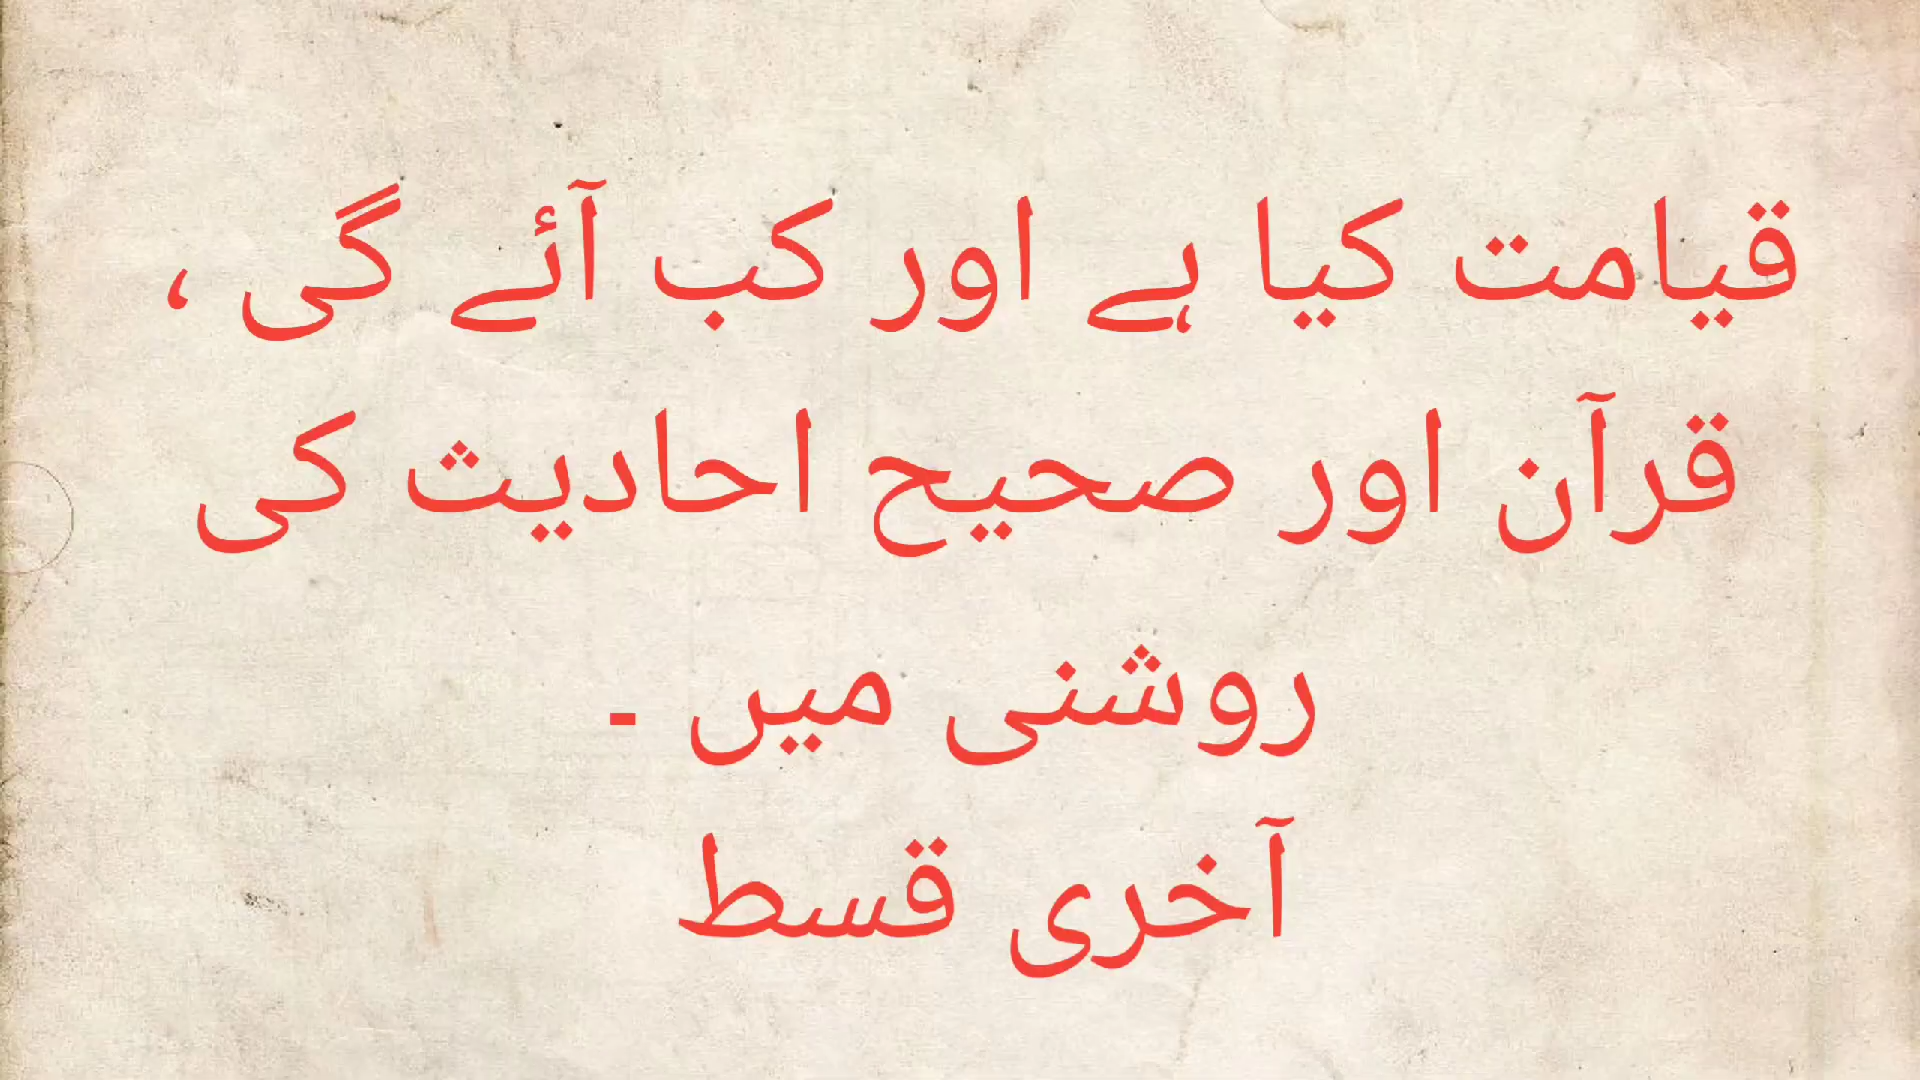 قیامت کیا ہے اور کب آئے گی ،
قرآن اور صحیح احادیث کی
روشنی میں ۔
آخری قسط